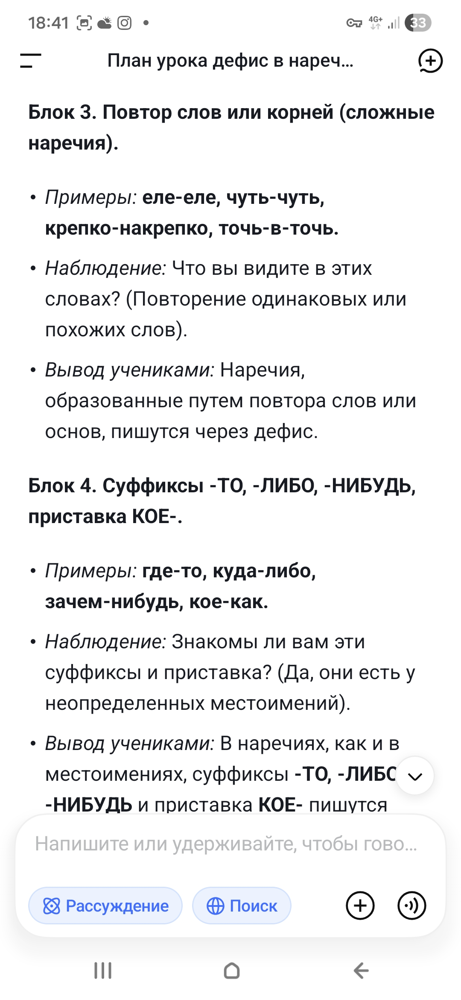 18:41
4G+
33
План урока дефис в нареч...
Блок 3. Повтор слов или корней (сложные
наречия).
• Примеры: еле-еле, чуть-чуть,
крепко-накрепко, точь-в-точь.
• Наблюдение: Что вы видите в этих
словах? (Повторение одинаковых или
похожих слов).
• Вывод учениками: Наречия,
образованные путем повтора слов или
основ, пишутся через дефис.
Блок 4. Суффиксы -ТО, -ЛИБО, -НИБУДЬ,
приставка КОЕ-.
• Примеры: где-то, куда-либо,
зачем-нибудь, кое-как.
• Наблюдение: Знакомы ли вам эти
суффиксы и приставка? (Да, они есть у
неопределенных местоимений).
• Вывод учениками: В наречиях, как и в
местоимениях, суффиксы -ТО, -ЛИБО
-НИБУДЬ и приставка КОЕ- пишутся
Напишите или удерживайте, чтобы гово...
Рассуждение
Поиск